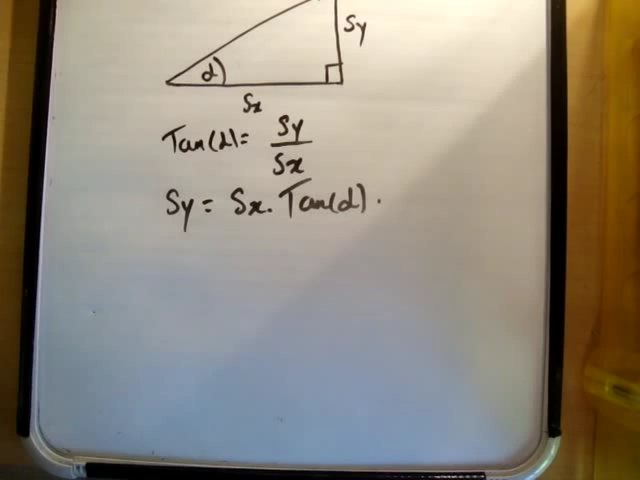 Sy
d
Sx
Tan(d) = Sy/Sx
Sy = Sx. Tan(d).